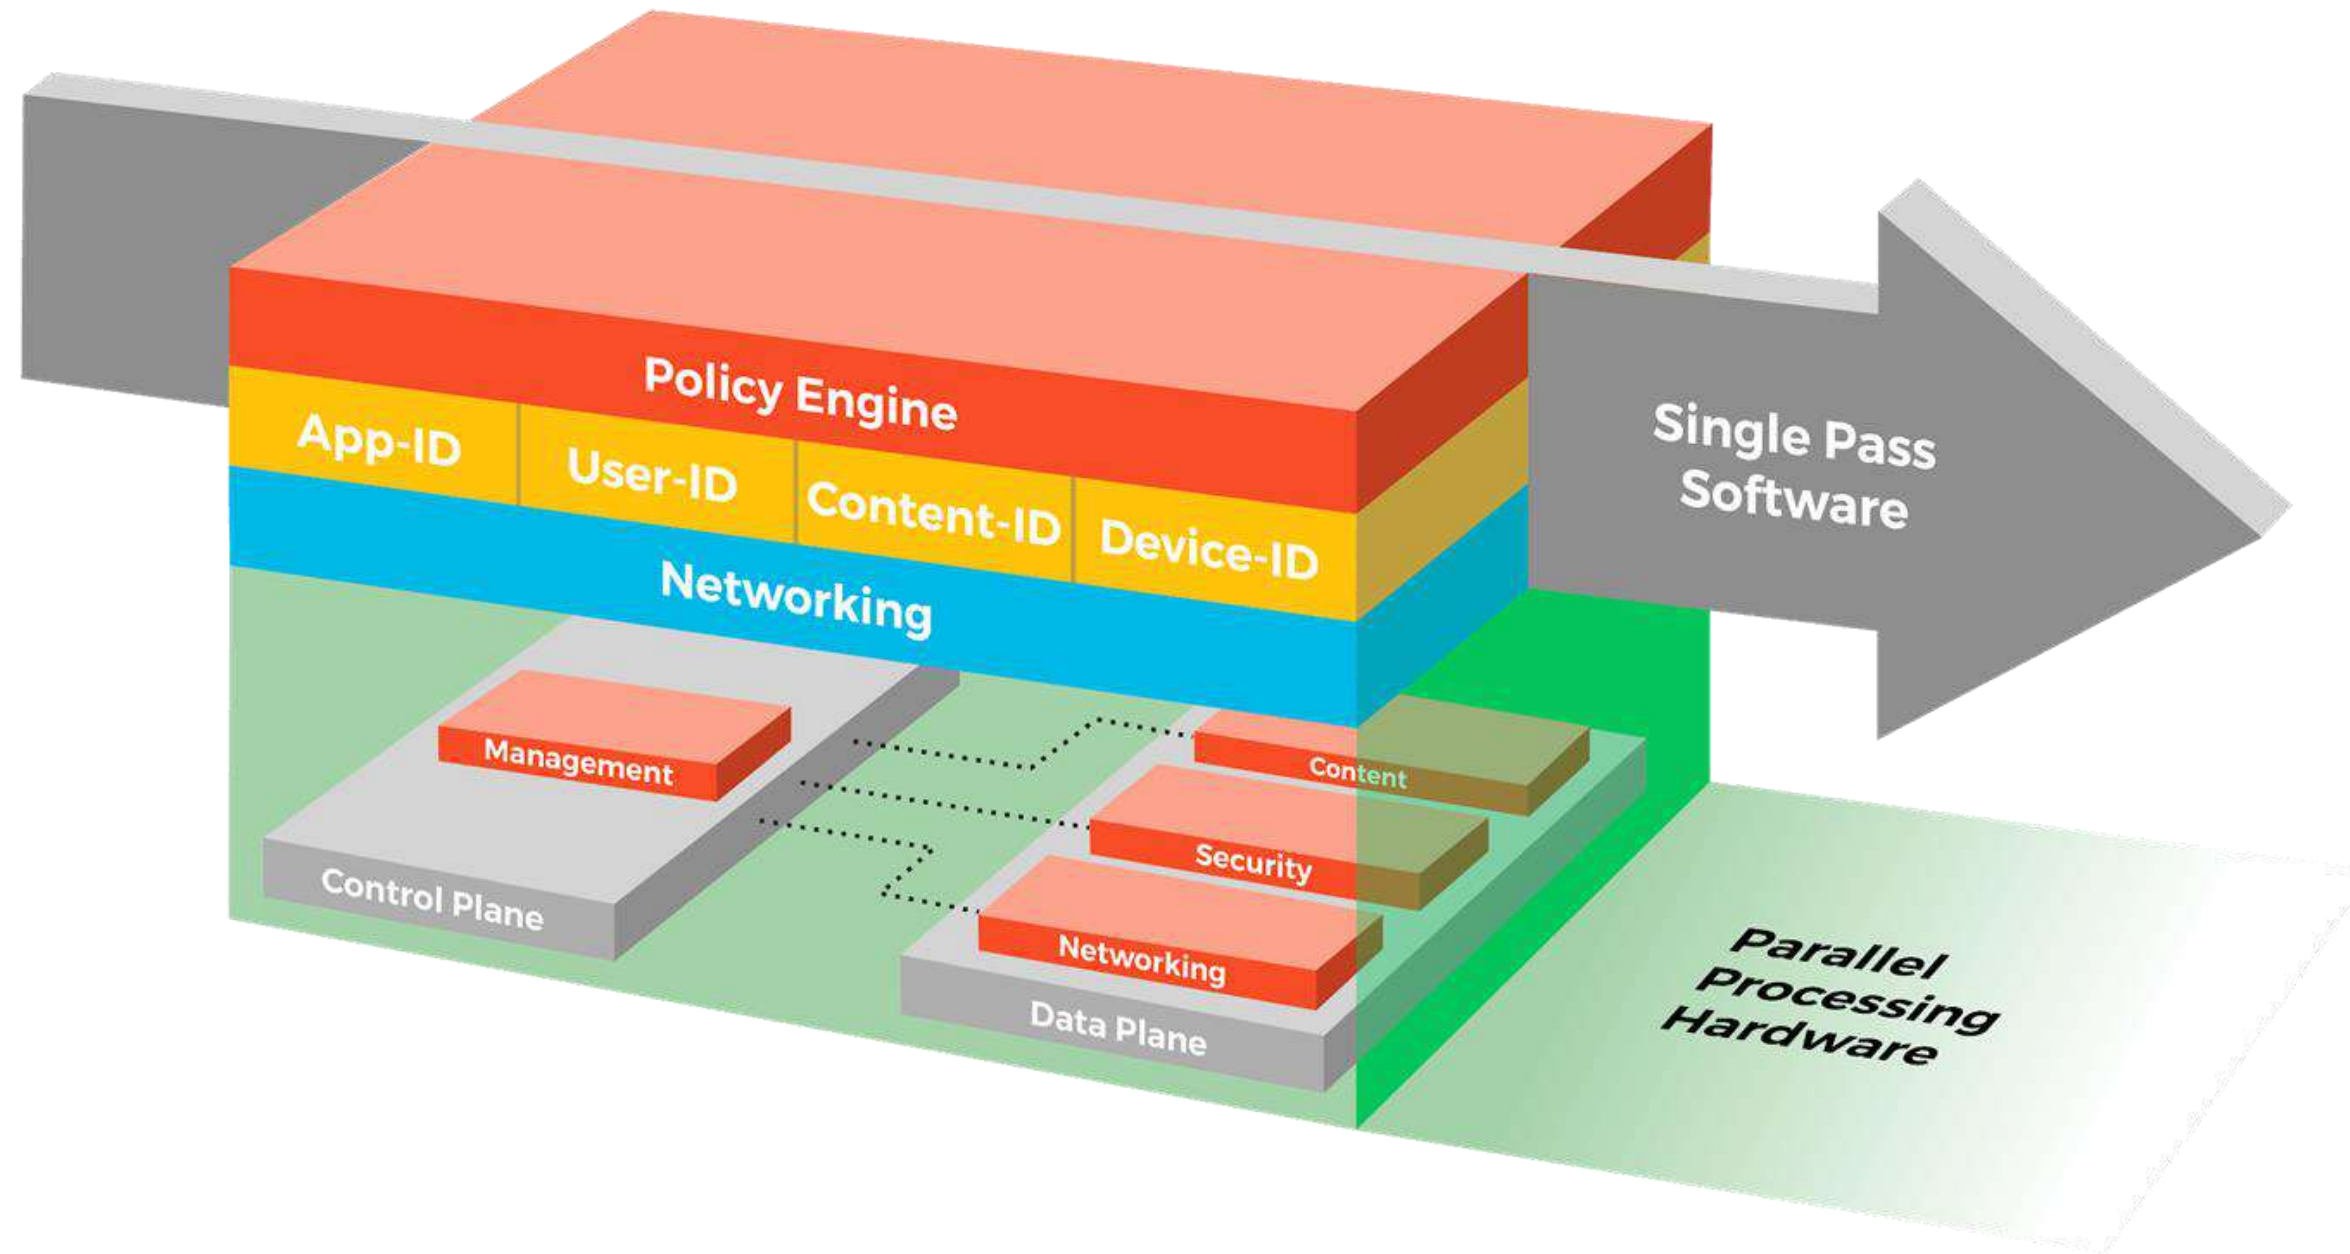 Policy Engine
App-ID
User-ID
Content-ID
Device-ID
Networking
Single Pass
Software
Management
Control Plane
Content
Security
Networking
Data Plane
Parallel
Processing
Hardware